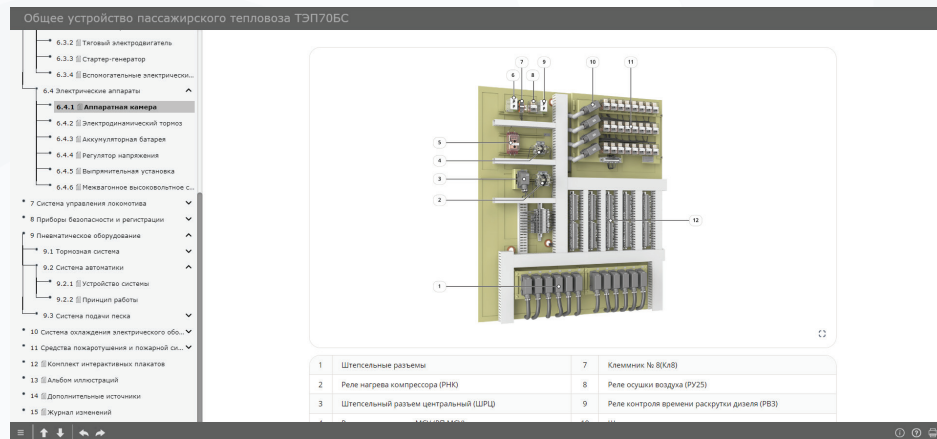 Общее устройство пассажирского тепловоза ТЭП70БС
6.3.2 Тяговый электродвигатель
6.3.3 Стартер-генератор
6.3.4 Вспомогательные электрически...
6.4 Электрические аппараты
6.4.1 Аппаратная камера
6.4.2 Электродинамический тормоз
6.4.3 Аккумуляторная батарея
6.4.4 Регулятор напряжения
6.4.5 Выпрямительная установка
6.4.6 Межвагонное высоковольтное с...
7 Система управления локомотива
8 Приборы безопасности и регистрации
9 Пневматическое оборудование
9.1 Тормозная система
9.2 Система автоматики
9.2.1 Устройство системы
9.2.2 Принцип работы
9.3 Система подачи песка
10 Система охлаждения электрического обо...
11 Средства пожаротушения и пожарной си...
12 Комплект интерактивных плакатов
13 Альбом иллюстраций
14 Дополнительные источники
15 Журнал изменений
6 7 8 9 10 11
5
4
3
2
12
1
1 Штепсельные разъемы 7 Клеммник № 8(Кл8)
2 Реле нагрева компрессора (РНК) 8 Реле осушки воздуха (РУ25)
3 Штепсельный разъем центральный (ШРЦ) 9 Реле контроля времени раскрутки дизеля (РВ3)